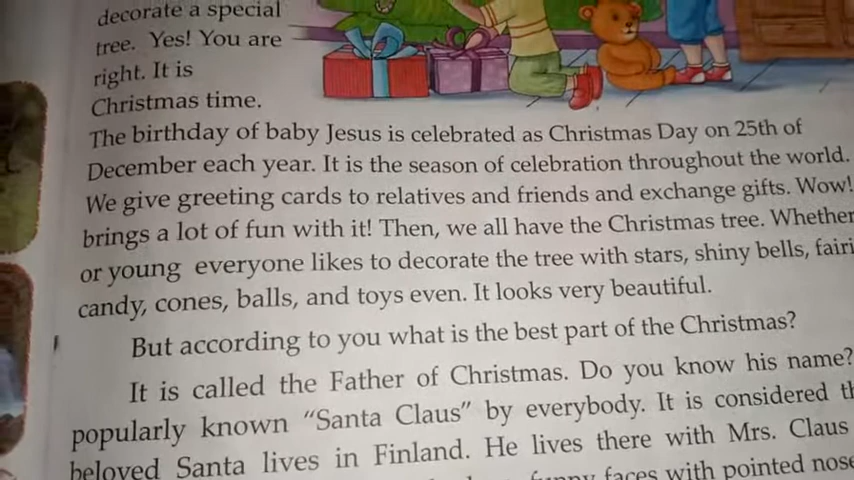 decorate a special
tree. Yes! You are
right. It is
Christmas time.
The birthday of baby Jesus is celebrated as Christmas Day on 25th of
December each year. It is the season of celebration throughout the world.
We give greeting cards to relatives and friends and exchange gifts. Wow!
brings a lot of fun with it! Then, we all have the Christmas tree. Whether
or young everyone likes to decorate the tree with stars, shiny bells,
candy, cones, balls, and toys even. It looks very beautiful.
But according to you what is the best part of the Christmas?
It is called the Father of Christmas. Do you know his name?
popularly known "Santa Claus" by everybody. It is considered
beloved Santa lives in Finland. He lives there with Mrs. Claus
funny faces with pointed